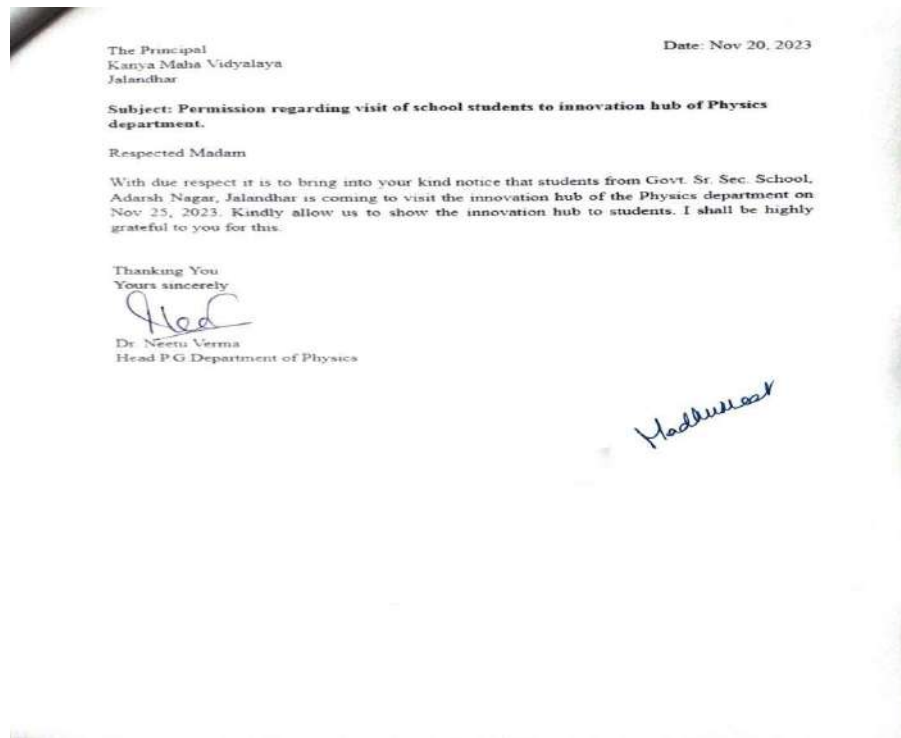 The Principal
Date: Nov 20, 2023
Kanya Maha Vidyalaya
Jalandhar
Subject: Permission regarding visit of school students to innovation hub of Physics
department.
Respected Madam
With due respect it is to bring into your kind notice that students from Govt. Sr. Sec. School,
Adarsh Nagar, Jalandhar is coming to visit the innovation hub of the Physics department on
Nov 25, 2023. Kindly allow us to show the innovation hub to students. I shall be highly
grateful to you for this.
Thanking You
Yours sincerely
Dr. Neetu Verma
Head P G Department of Physics